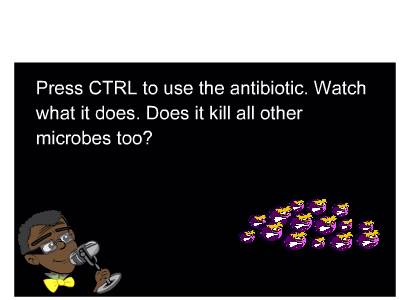 Press CTRL to use the antibiotic. Watch
what it does. Does it kill all other
microbes too?